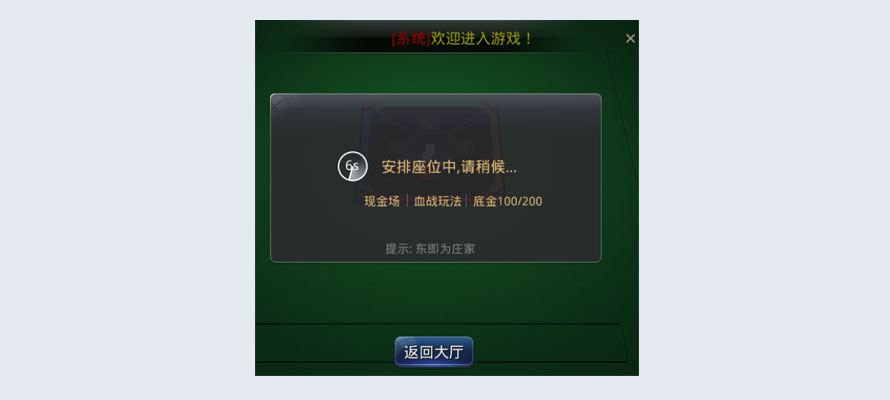 [系统]欢迎进入游戏！
6s
安排座位中,请稍候...
现金场 | 血战玩法 | 底金100/200
提示: 东即为庄家
返回大厅